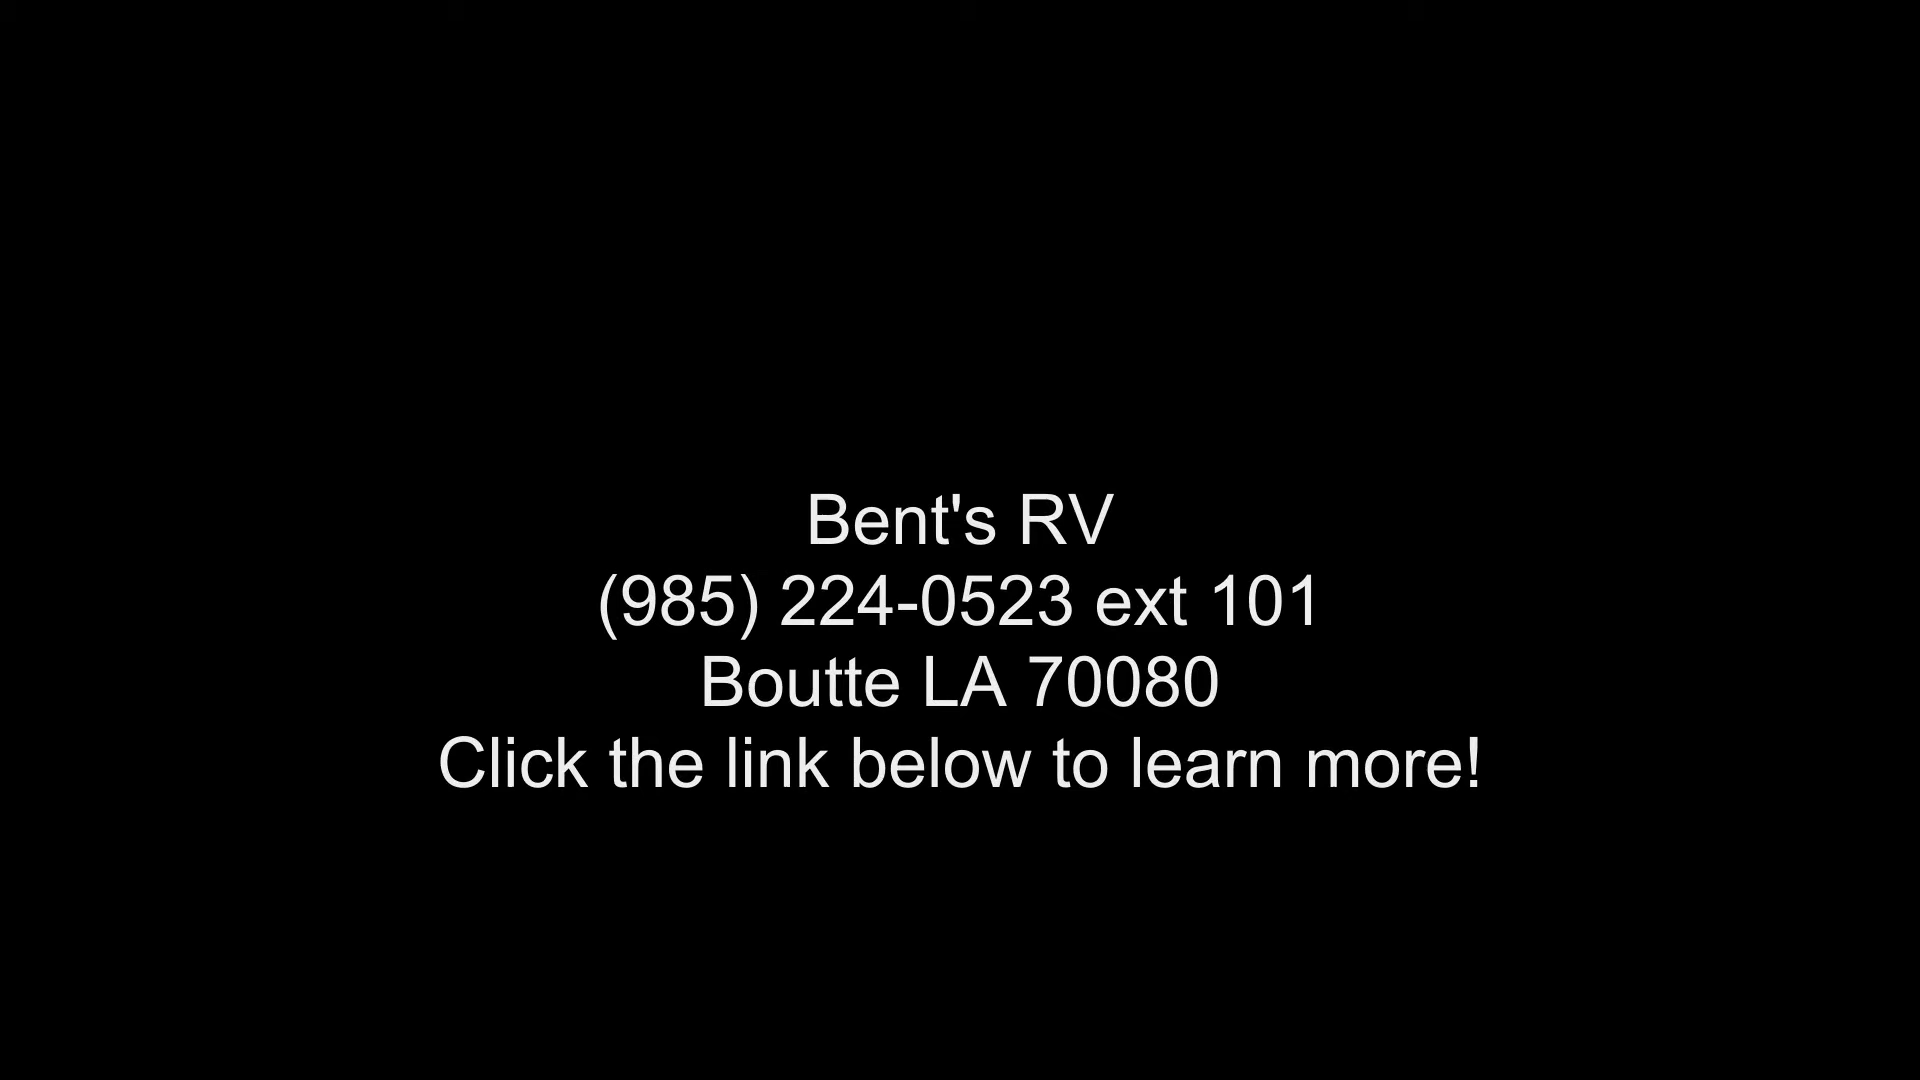 Bent's RV
(985) 224-0523 ext 101
Boutte LA 70080
Click the link below to learn more!